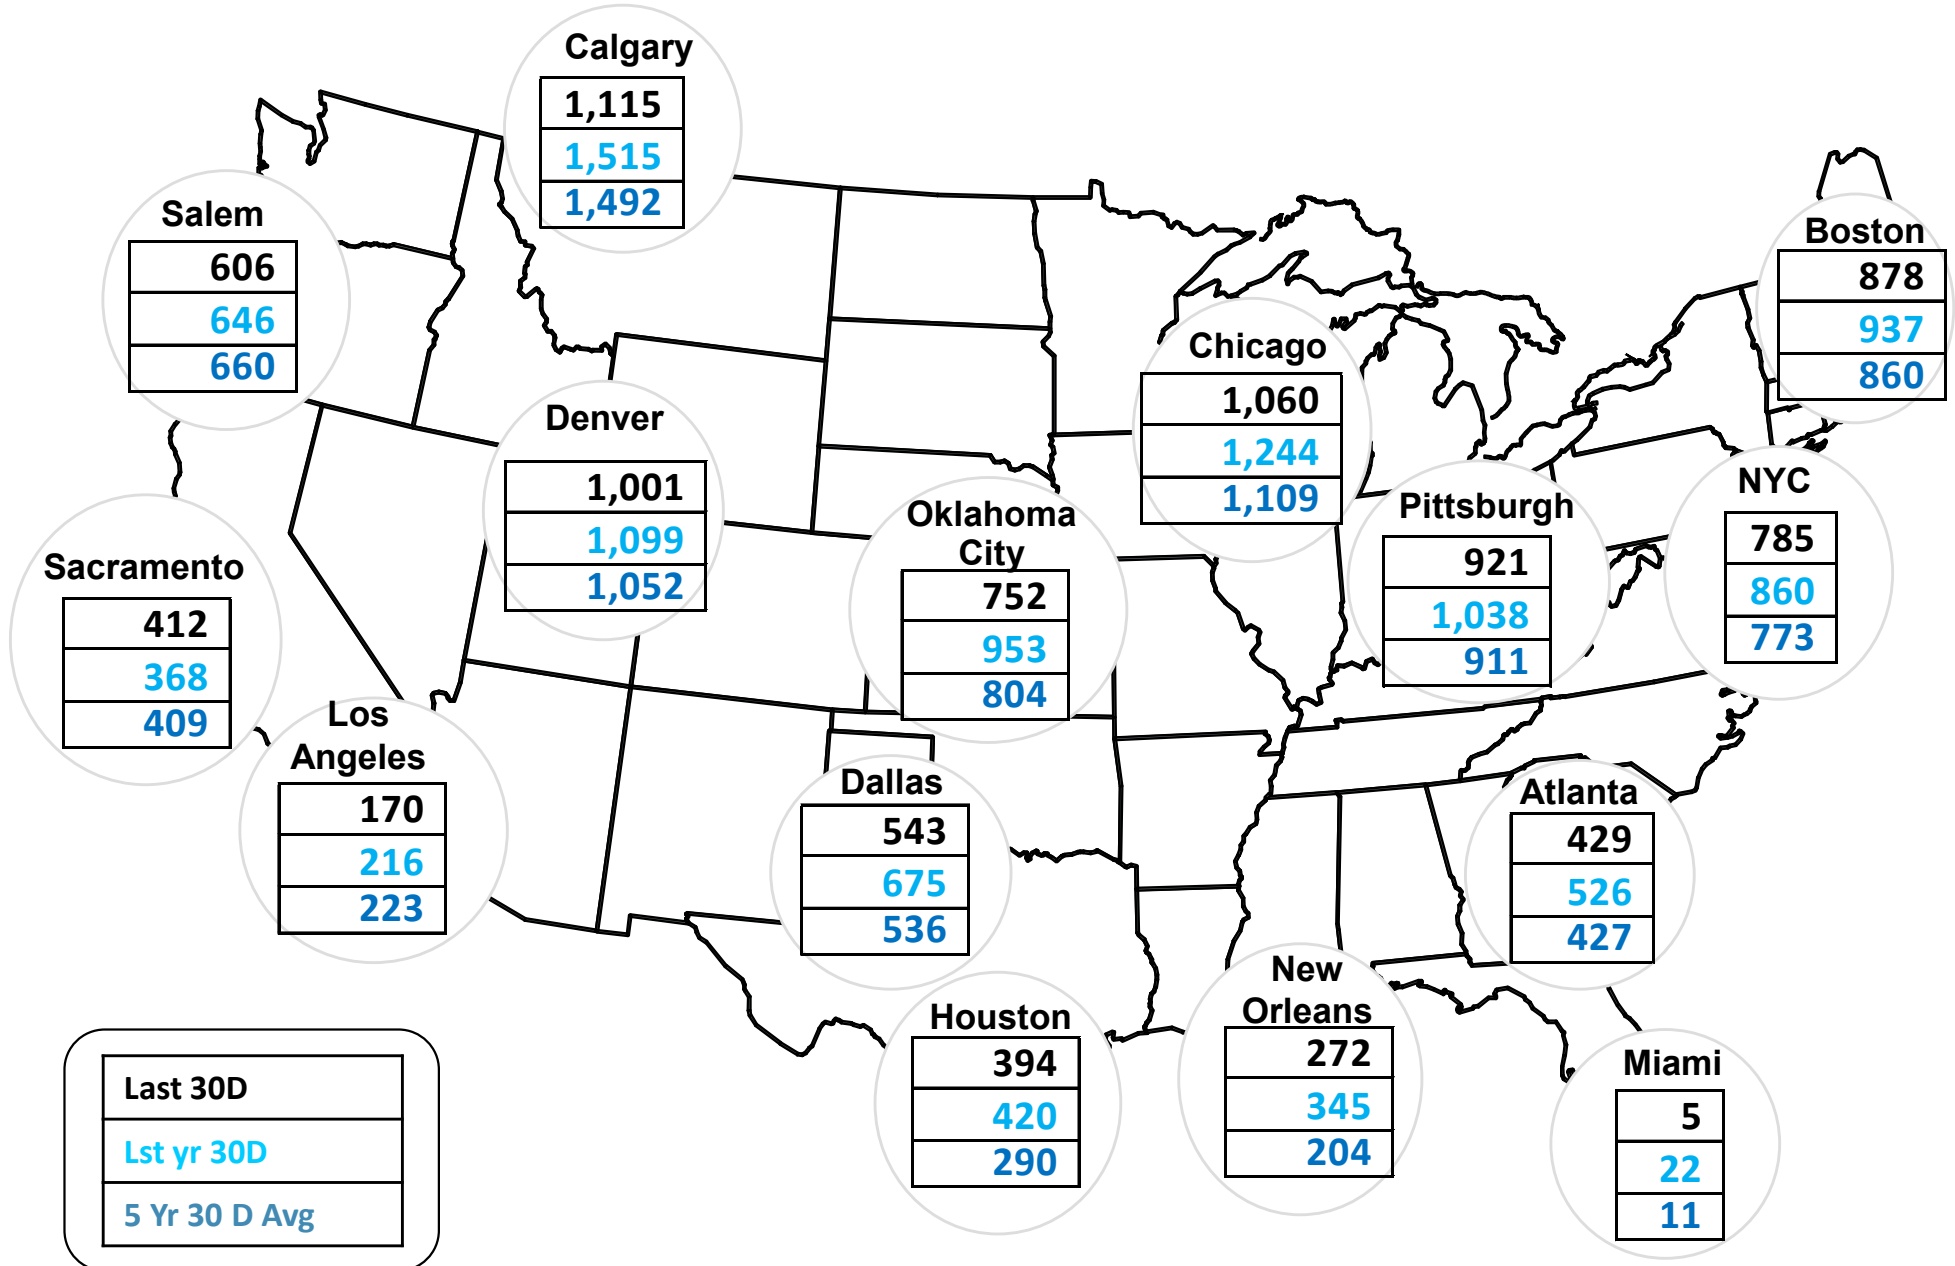 Calgary
1,115
1,515
1,492
Salem
606
646
660
Boston
878
937
860
Chicago
1,060
1,244
1,109
Denver
1,001
1,099
1,052
Oklahoma
City
752
953
804
Pittsburgh
921
1,038
911
NYC
785
860
773
Sacramento
412
368
409
Los
Angeles
170
216
223
Dallas
543
675
536
Atlanta
429
526
427
Houston
394
420
290
New
Orleans
272
345
204
Miami
5
22
11
Last 30D
Lst yr 30D
5 Yr 30 D Avg